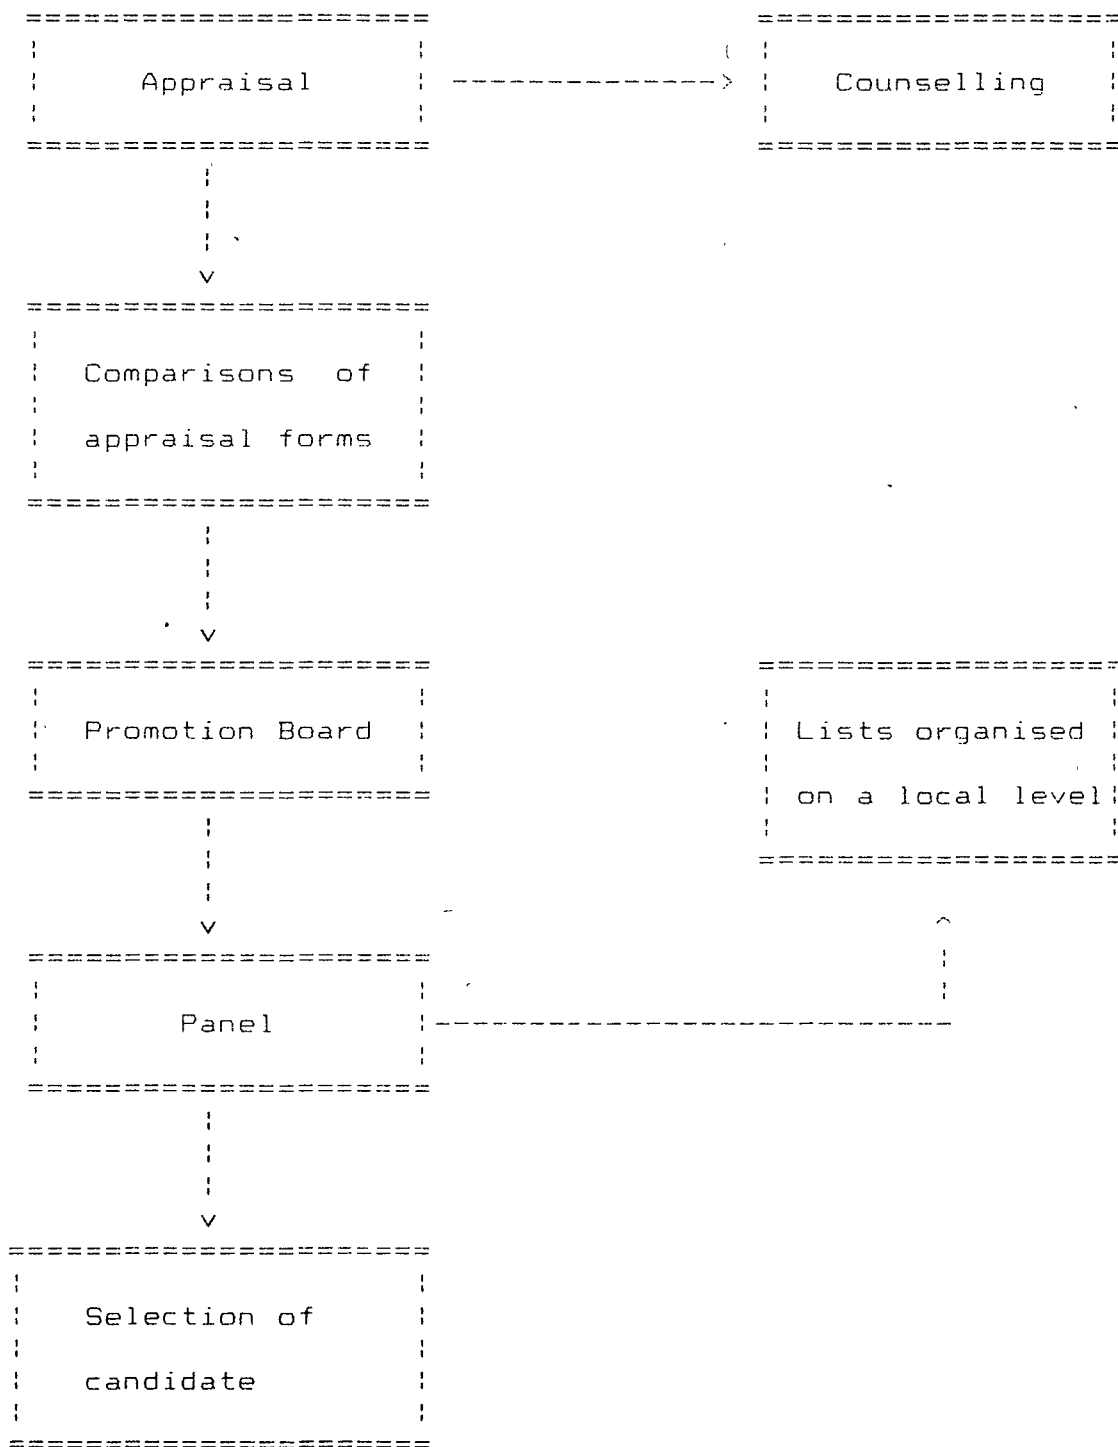 Appraisal
Counselling
Comparisons of
appraisal forms
Promotion Board
Lists organised
on a local level
Panel
Selection of
candidate